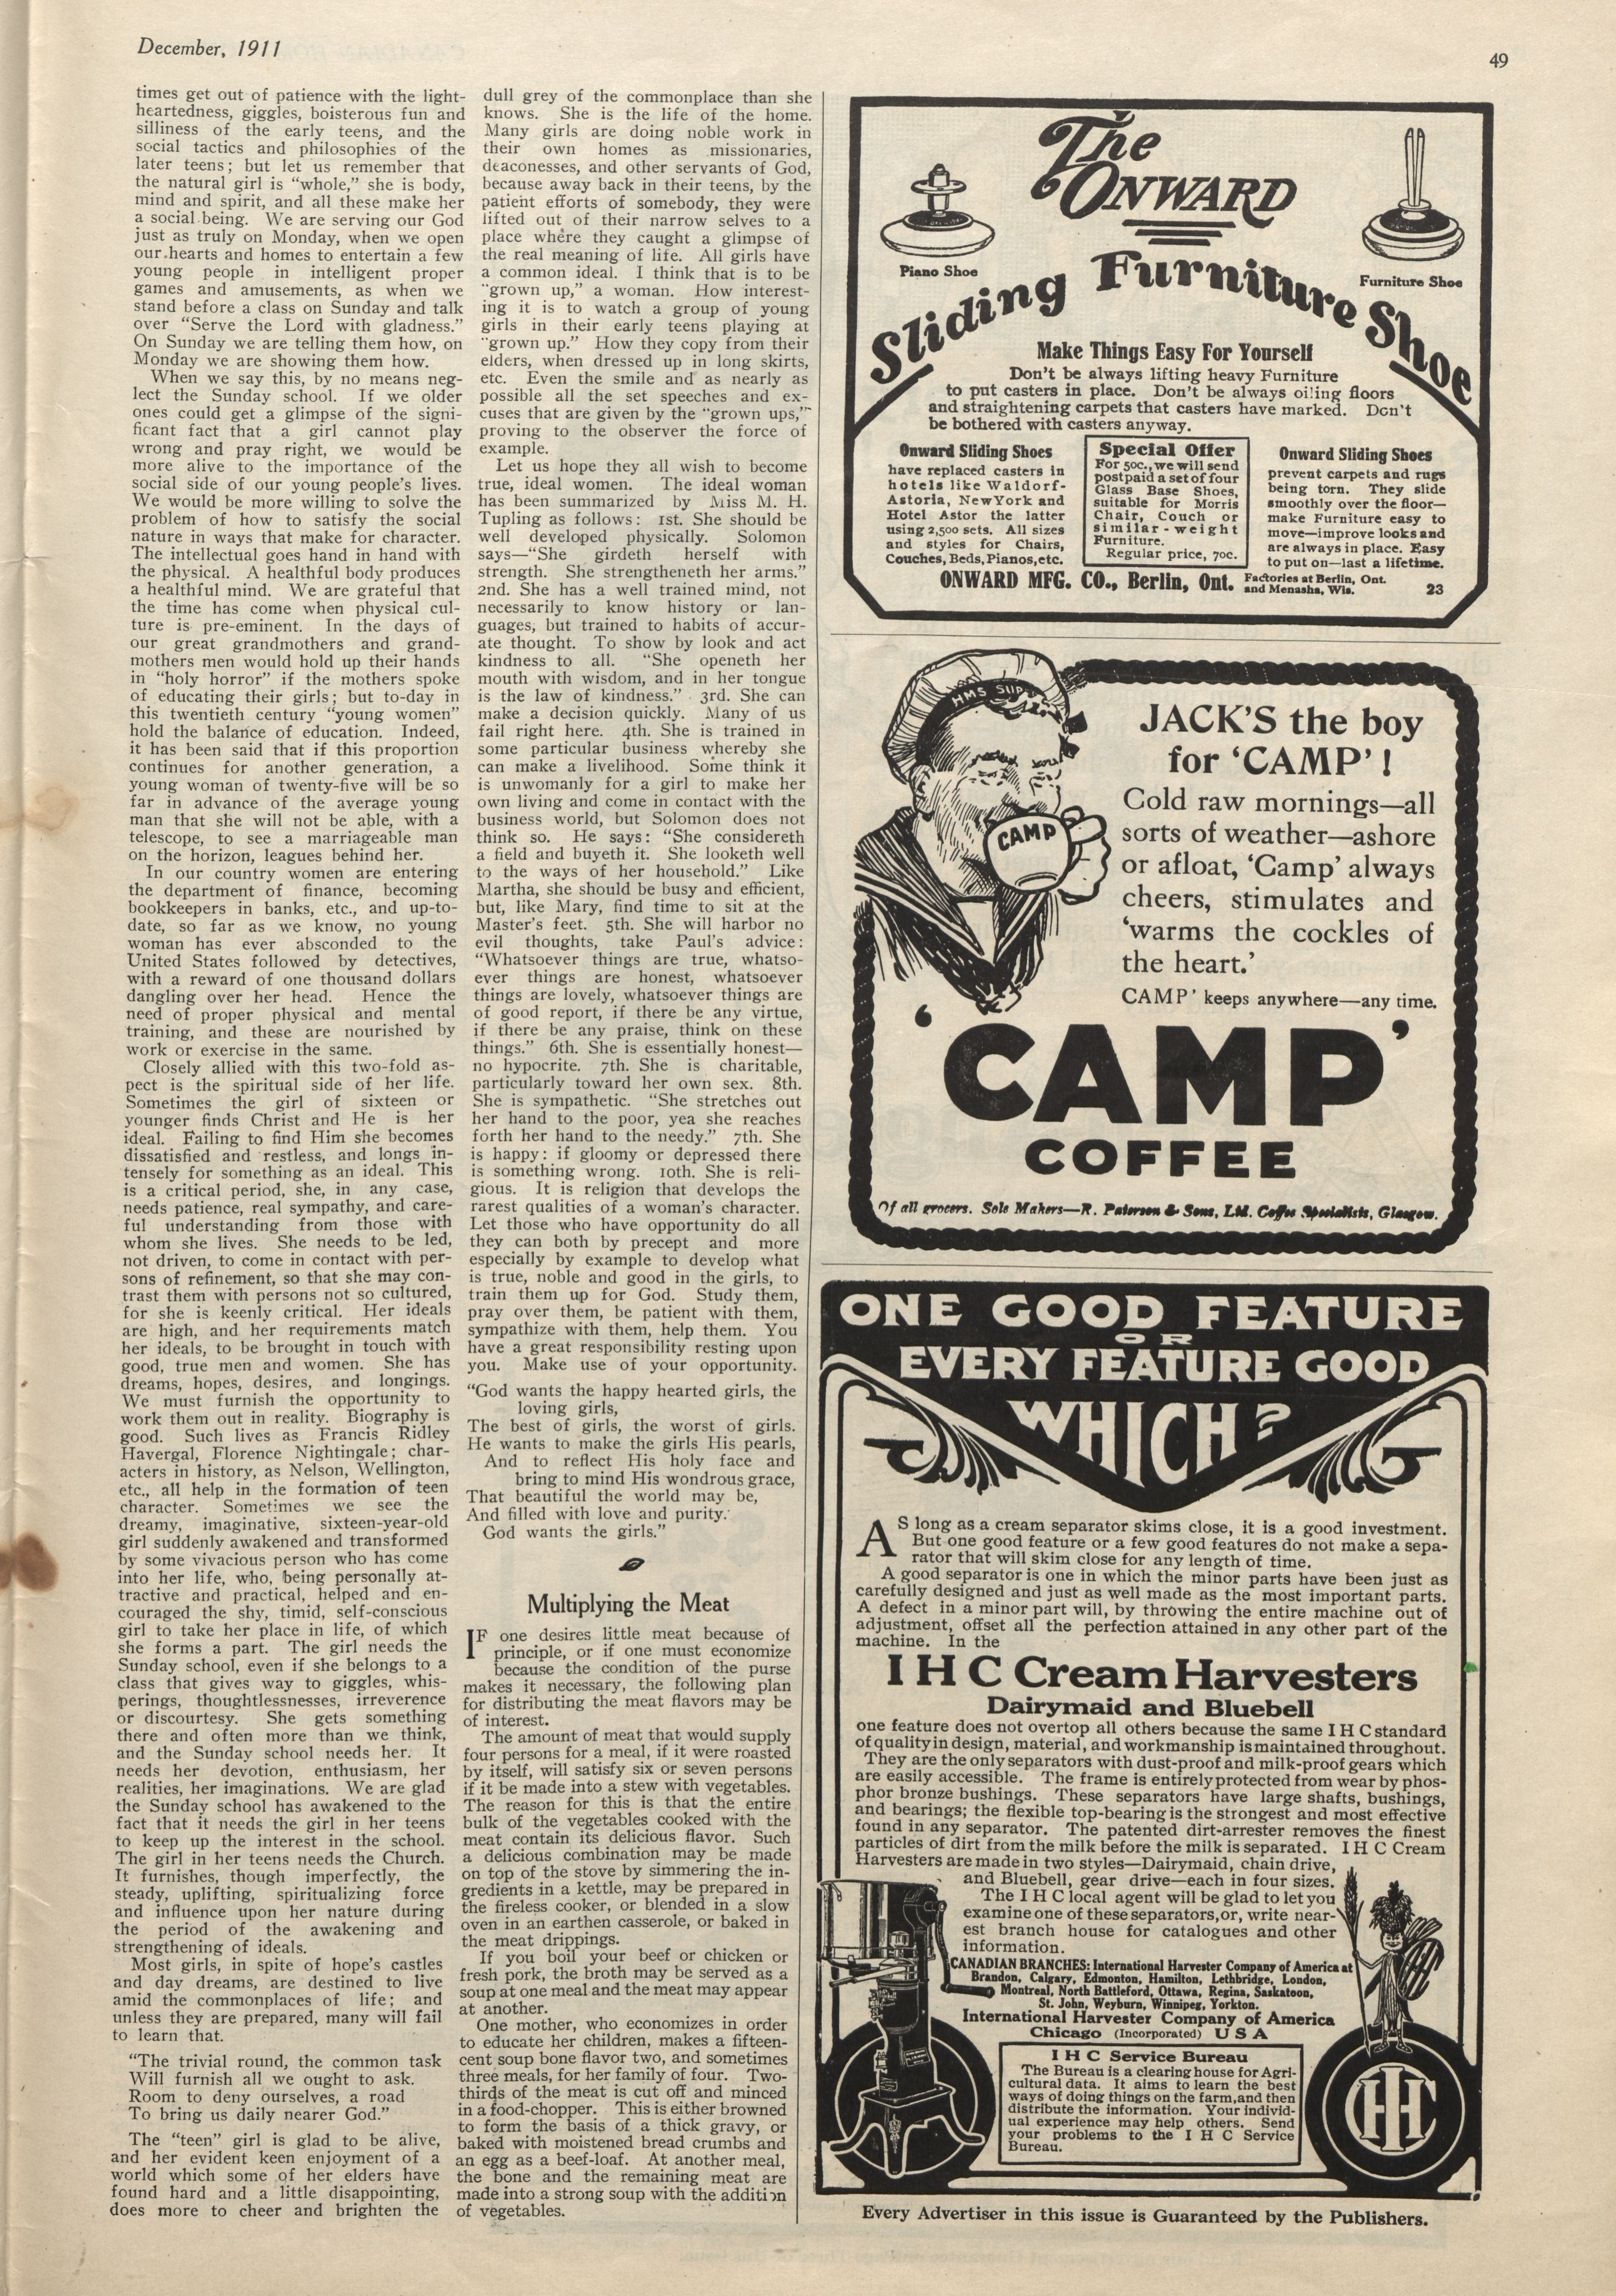 December, 1911
49
times get out of patience with the light-
heartedness, giggles, boisterous fun and
silliness of the early teens, and the
social tactics and philosophies of the
later teens; but let us remember that
the natural girl is "whole," she is body,
mind and spirit, and all these make her
a social being. We are serving our God
just as truly on Monday, when we open
our hearts and homes to entertain a few
young people in intelligent proper
games and amusements, as when we
stand before a class on Sunday and talk
over "Serve the Lord with gladness."
On Sunday we are telling them how, on
Monday we are showing them how.
When we say this, by no means neg-
lect the Sunday school. If we older
ones could get a glimpse of the signi-
ficant fact that a girl cannot play
wrong and pray right, we would be
more alive to the importance of the
social side of our young people's lives.
We would be more willing to solve the
problem of how to satisfy the social
nature in ways that make for character.
The intellectual goes hand in hand with
the physical. A healthful body produces
a healthful mind. We are grateful that
the time has come when physical cul-
ture is pre-eminent. In the days of
our great grandmothers and grand-
mothers men would hold up their hands
in "holy horror" if the mothers spoke
of educating their girls; but to-day in
this twentieth century "young women"
hold the balance of education. Indeed,
it has been said that if this proportion
continues for another generation, a
young woman of twenty-five will be so
far in advance of the average young
man that she will not be able, with a
telescope, to see a marriageable man
on the horizon, leagues behind her.
In our country women are entering
the department of finance, becoming
bookkeepers in banks, etc., and up-to-
date, so far as we know, no young
woman has ever absconded to the
United States followed by detectives,
with a reward of one thousand dollars
dangling over her head. Hence the
need of proper physical and mental
training, and these are nourished by
work or exercise in the same.
Closely allied with this two-fold as-
pect is the spiritual side of her life.
Sometimes the girl of sixteen or
younger finds Christ and He is her
ideal. Failing to find Him she becomes
dissatisfied and restless, and longs in-
tensely for something as an ideal. This
is a critical period, she, in any case,
needs patience, real sympathy, and care-
ful understanding from those with
whom she lives. She needs to be led,
not driven, to come in contact with per-
sons of refinement, so that she may con-
trast them with persons not so cultured,
for she is keenly critical. Her ideals
are high, and her requirements match
her ideals, to be brought in touch with
good, true men and women. She has
dreams, hopes, desires, and longings.
We must furnish the opportunity to
work them out in reality. Biography is
good. Such lives as Francis Ridley
Havergal, Florence Nightingale; char-
acters in history, as Nelson, Wellington,
etc., all help in the formation of teen
character. Sometimes we see the
dreamy, imaginative, sixteen-year-old
girl suddenly awakened and transformed
by some vivacious person who has come
into her life, who, being personally at-
tractive and practical, helped and en-
couraged the shy, timid, self-conscious
girl to take her place in life, of which
she forms a part. The girl needs the
Sunday school, even if she belongs to a
class that gives way to giggles, whis-
perings, thoughtlessnesses, irreverence
or discourtesy. She gets something
there and often more than we think,
and the Sunday school needs her. It
needs her devotion, enthusiasm, her
realities, her imaginations. We are glad
the Sunday school has awakened to the
fact that it needs the girl in her teens
to keep up the interest in the school.
The girl in her teens needs the Church.
It furnishes, though imperfectly, the
steady, uplifting, spiritualizing force
and influence upon her nature during
the period of the awakening and
strengthening of ideals.
Most girls, in spite of hope's castles
and day dreams, are destined to live
amid the commonplaces of life; and
unless they are prepared, many will fail
to learn that.
"The trivial round, the common task
Will furnish all we ought to ask.
Room to deny ourselves, a road
To bring us daily nearer God."
The "teen" girl is glad to be alive,
and her evident keen enjoyment of a
world which some of her elders have
found hard and a little disappointing,
does more to cheer and brighten the
dull grey of the commonplace than she
knows. She is the life of the home.
Many girls are doing noble work in
their own homes as missionaries,
deaconesses, and other servants of God,
because away back in their teens, by the
patient efforts of somebody, they were
lifted out of their narrow selves to a
place where they caught a glimpse of
the real meaning of life. All girls have
a common ideal. I think that is to be
"grown up," a woman. How interest-
ing it is to watch a group of young
girls in their early teens playing at
"grown up." How they copy from their
elders, when dressed up in long skirts,
etc. Even the smile and as nearly as
possible all the set speeches and ex-
cuses that are given by the "grown ups,"
proving to the observer the force of
example.
Let us hope they all wish to become
true, ideal women. The ideal woman
has been summarized by Miss M. H.
Tupling as follows: 1st. She should be
well developed physically. Solomon
says—"She girdeth herself with
strength. She strengtheneth her arms."
2nd. She has a well trained mind, not
necessarily to know history or lan-
guages, but trained to habits of accur-
ate thought. To show by look and act
kindness to all. "She openeth her
mouth with wisdom, and in her tongue
is the law of kindness." 3rd. She can
make a decision quickly. Many of us
fail right here. 4th. She is trained in
some particular business whereby she
can make a livelihood. Some think it
is unwomanly for a girl to make her
own living and come in contact with the
business world, but Solomon does not
think so. He says: "She considereth
a field and buyeth it. She looketh well
to the ways of her household." Like
Martha, she should be busy and efficient,
but, like Mary, find time to sit at the
Master's feet. 5th. She will harbor no
evil thoughts, take Paul's advice:
"Whatsoever things are true, whatso-
ever things are honest, whatsoever
things are lovely, whatsoever things are
of good report, if there be any virtue,
if there be any praise, think on these
things." 6th. She is essentially honest—
no hypocrite. 7th. She is charitable,
particularly toward her own sex. 8th.
She is sympathetic. "She stretches out
her hand to the poor, yea she reaches
forth her hand to the needy." 7th. She
is happy: if gloomy or depressed there
is something wrong. 10th. She is reli-
gious. It is religion that develops the
rarest qualities of a woman's character.
Let those who have opportunity do all
they can both by precept and more
especially by example to develop what
is true, noble and good in the girls, to
train them up for God. Study them,
pray over them, be patient with them,
sympathize with them, help them. You
have a great responsibility resting upon
you. Make use of your opportunity.
"God wants the happy hearted girls, the
loving girls,
The best of girls, the worst of girls.
He wants to make the girls His pearls,
And to reflect His holy face and
bring to mind His wondrous grace,
That beautiful the world may be,
And filled with love and purity.
God wants the girls."
Multiplying the Meat
IF one desires little meat because of
principle, or if one must economize
because the condition of the purse
makes it necessary, the following plan
for distributing the meat flavors may be
of interest.
The amount of meat that would supply
four persons for a meal, if it were roasted
by itself, will satisfy six or seven persons
if it be made into a stew with vegetables.
The reason for this is that the entire
bulk of the vegetables cooked with the
meat contain its delicious flavor. Such
a delicious combination may be made
on top of the stove by simmering the in-
gredients in a kettle, may be prepared in
the fireless cooker, or blended in a slow
oven in an earthen casserole, or baked in
the meat drippings.
If you boil your beef or chicken or
fresh pork, the broth may be served as a
soup at one meal and the meat may appear
at another.
One mother, who economizes in order
to educate her children, makes a fifteen-
cent soup bone flavor two, and sometimes
three meals, for her family of four. Two-
thirds of the meat is cut off and minced
in a food-chopper. This is either browned
to form the basis of a thick gravy, or
baked with moistened bread crumbs and
an egg as a beef-loaf. At another meal,
the bone and the remaining meat are
made into a strong soup with the addition
of vegetables.
The
ONWARD
Piano Shoe
Furniture Shoe
Sliding Furniture Shoe
Make Things Easy For Yourself
Don't be always lifting heavy Furniture
to put casters in place. Don't be always oiling floors
and straightening carpets that casters have marked. Don't
be bothered with casters anyway.
Onward Sliding Shoes
have replaced casters in
hotels like Waldorf-
Astoria, New York and
Hotel Astor the latter
using 2,500 sets. All sizes
and styles for Chairs,
Couches, Beds, Pianos, etc.
Special Offer
For 50c., we will send
postpaid a set of four
Glass Base Shoes,
suitable for Morris
Chair, Couch or
similar-weight
Furniture.
Regular price, 70c.
Onward Sliding Shoes
prevent carpets and rugs
being torn. They slide
smoothly over the floor—
make Furniture easy to
move—improve looks and
are always in place. Easy
to put on—last a lifetime.
ONWARD MFG. CO., Berlin, Ont. Factories at Berlin, Ont.
and Menasha, Wis. 23
HMS SUP
CAMP
JACK'S the boy
for 'CAMP'!
Cold raw mornings—all
sorts of weather—ashore
or afloat, 'Camp' always
cheers, stimulates and
'warms the cockles of
the heart.'
CAMP' keeps anywhere—any time.
'CAMP'
COFFEE
Of all grocers. Sole Makers—R. Paterson & Sons, Ltd. Coffee Specialists, Glasgow.
ONE GOOD FEATURE
OR
EVERY FEATURE GOOD
WHICH?
AS long as a cream separator skims close, it is a good investment.
But one good feature or a few good features do not make a sepa-
rator that will skim close for any length of time.
A good separator is one in which the minor parts have been just as
carefully designed and just as well made as the most important parts.
A defect in a minor part will, by throwing the entire machine out of
adjustment, offset all the perfection attained in any other part of the
machine. In the
I H C Cream Harvesters
Dairymaid and Bluebell
one feature does not overtop all others because the same I H C standard
of quality in design, material, and workmanship is maintained throughout.
They are the only separators with dust-proof and milk-proof gears which
are easily accessible. The frame is entirely protected from wear by phos-
phor bronze bushings. These separators have large shafts, bushings,
and bearings; the flexible top-bearing is the strongest and most effective
found in any separator. The patented dirt-arrester removes the finest
particles of dirt from the milk before the milk is separated. I H C Cream
Harvesters are made in two styles—Dairymaid, chain drive,
and Bluebell, gear drive—each in four sizes.
The I H C local agent will be glad to let you
examine one of these separators, or, write near-
est branch house for catalogues and other
information.
CANADIAN BRANCHES: International Harvester Company of America at
Brandon, Calgary, Edmonton, Hamilton, Lethbridge, London,
Montreal, North Battleford, Ottawa, Regina, Saskatoon,
St. John, Weyburn, Winnipeg, Yorkton.
International Harvester Company of America
Chicago (Incorporated) U S A
I H C Service Bureau
The Bureau is a clearing house for Agri-
cultural data. It aims to learn the best
ways of doing things on the farm, and then
distribute the information. Your individ-
ual experience may help others. Send
your problems to the I H C Service
Bureau.
IHC
Every Advertiser in this issue is Guaranteed by the Publishers.